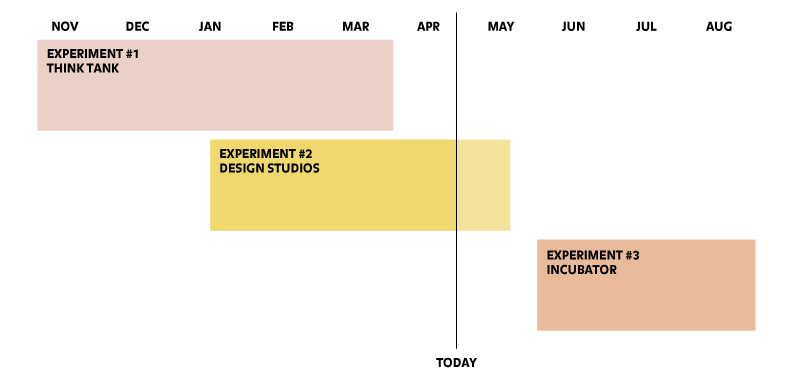 NOV DEC JAN FEB MAR APR MAY JUN JUL AUG
EXPERIMENT #1
THINK TANK
EXPERIMENT #2
DESIGN STUDIOS
EXPERIMENT #3
INCUBATOR
TODAY